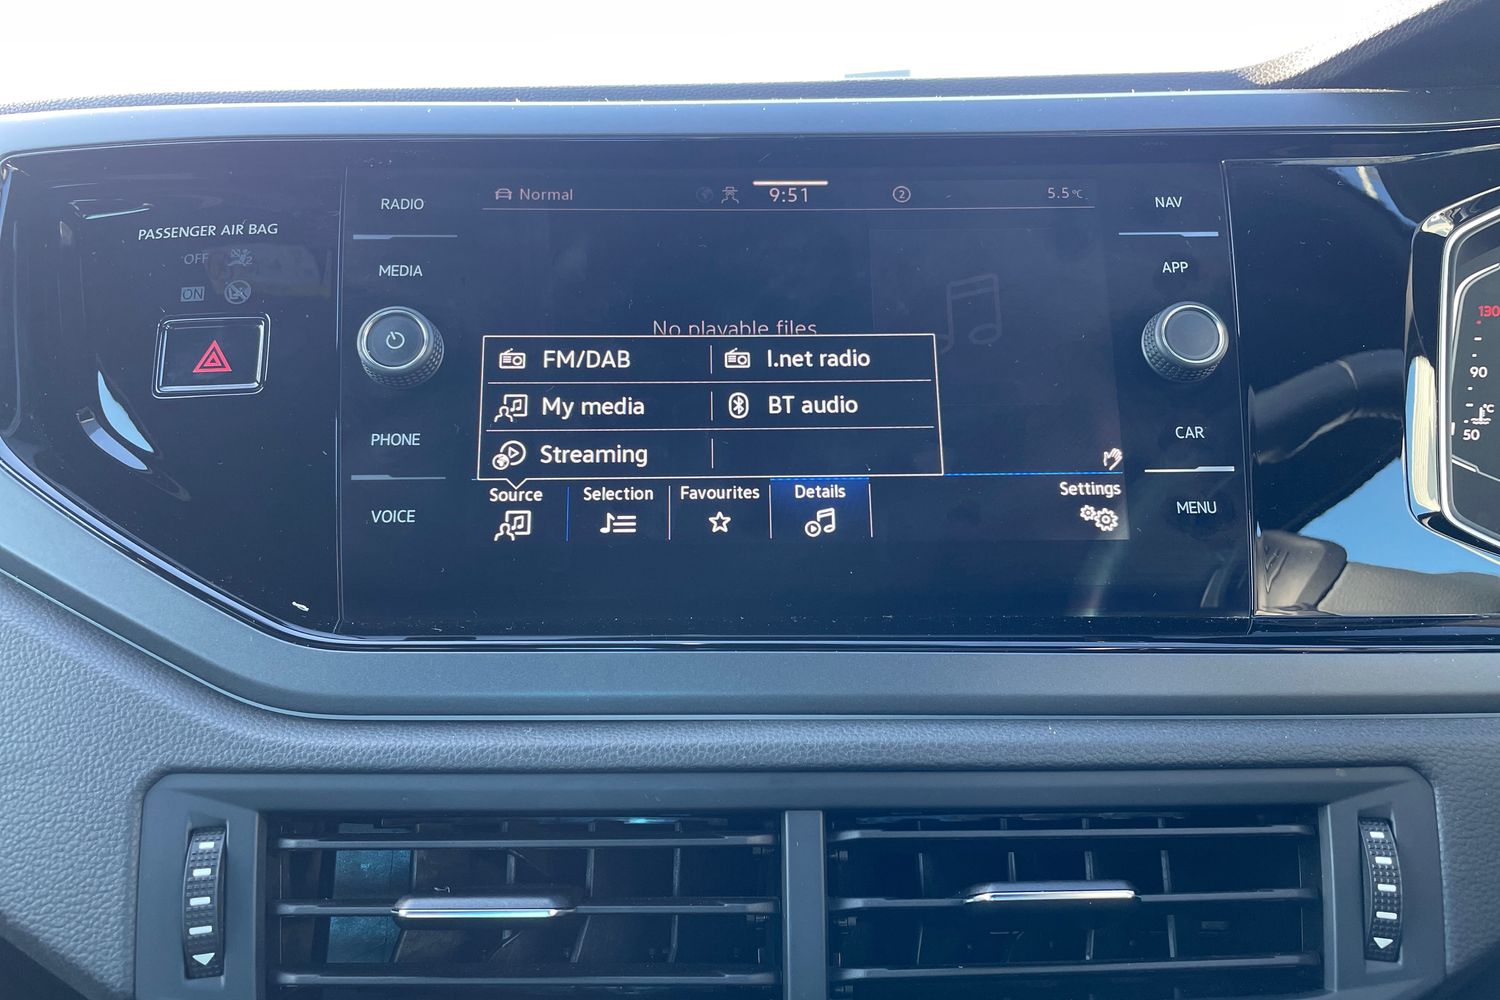 PASSENGER AIR BAG
OFF
ON
RADIO
MEDIA
PHONE
VOICE
Normal
9:51
2
5.5°C
No playable files
FM/DAB
I.net radio
My media
BT audio
Streaming
Source
Selection
Favourites
Details
Settings
NAV
APP
CAR
MENU
130
90
°C
50